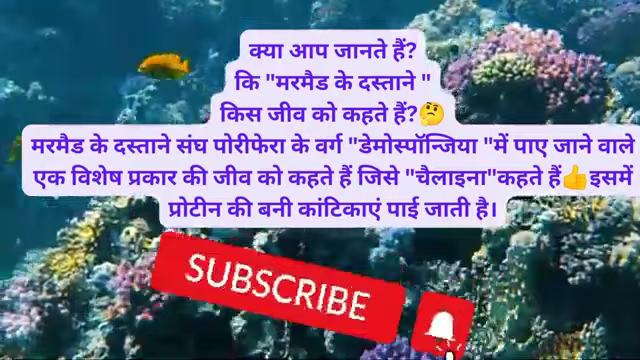 क्या आप जानते हैं?
कि "मरमैड के दस्ताने "
किस जीव को कहते हैं?🤔
मरमैड के दस्ताने संघ पोरीफेरा के वर्ग "डेमोस्पॉन्जिया "में पाए जाने वाले
एक विशेष प्रकार की जीव को कहते हैं जिसे "चैलाइना"कहते हैं👍इसमें
प्रोटीन की बनी कांटिकाएं पाई जाती है।
SUBSCRIBE